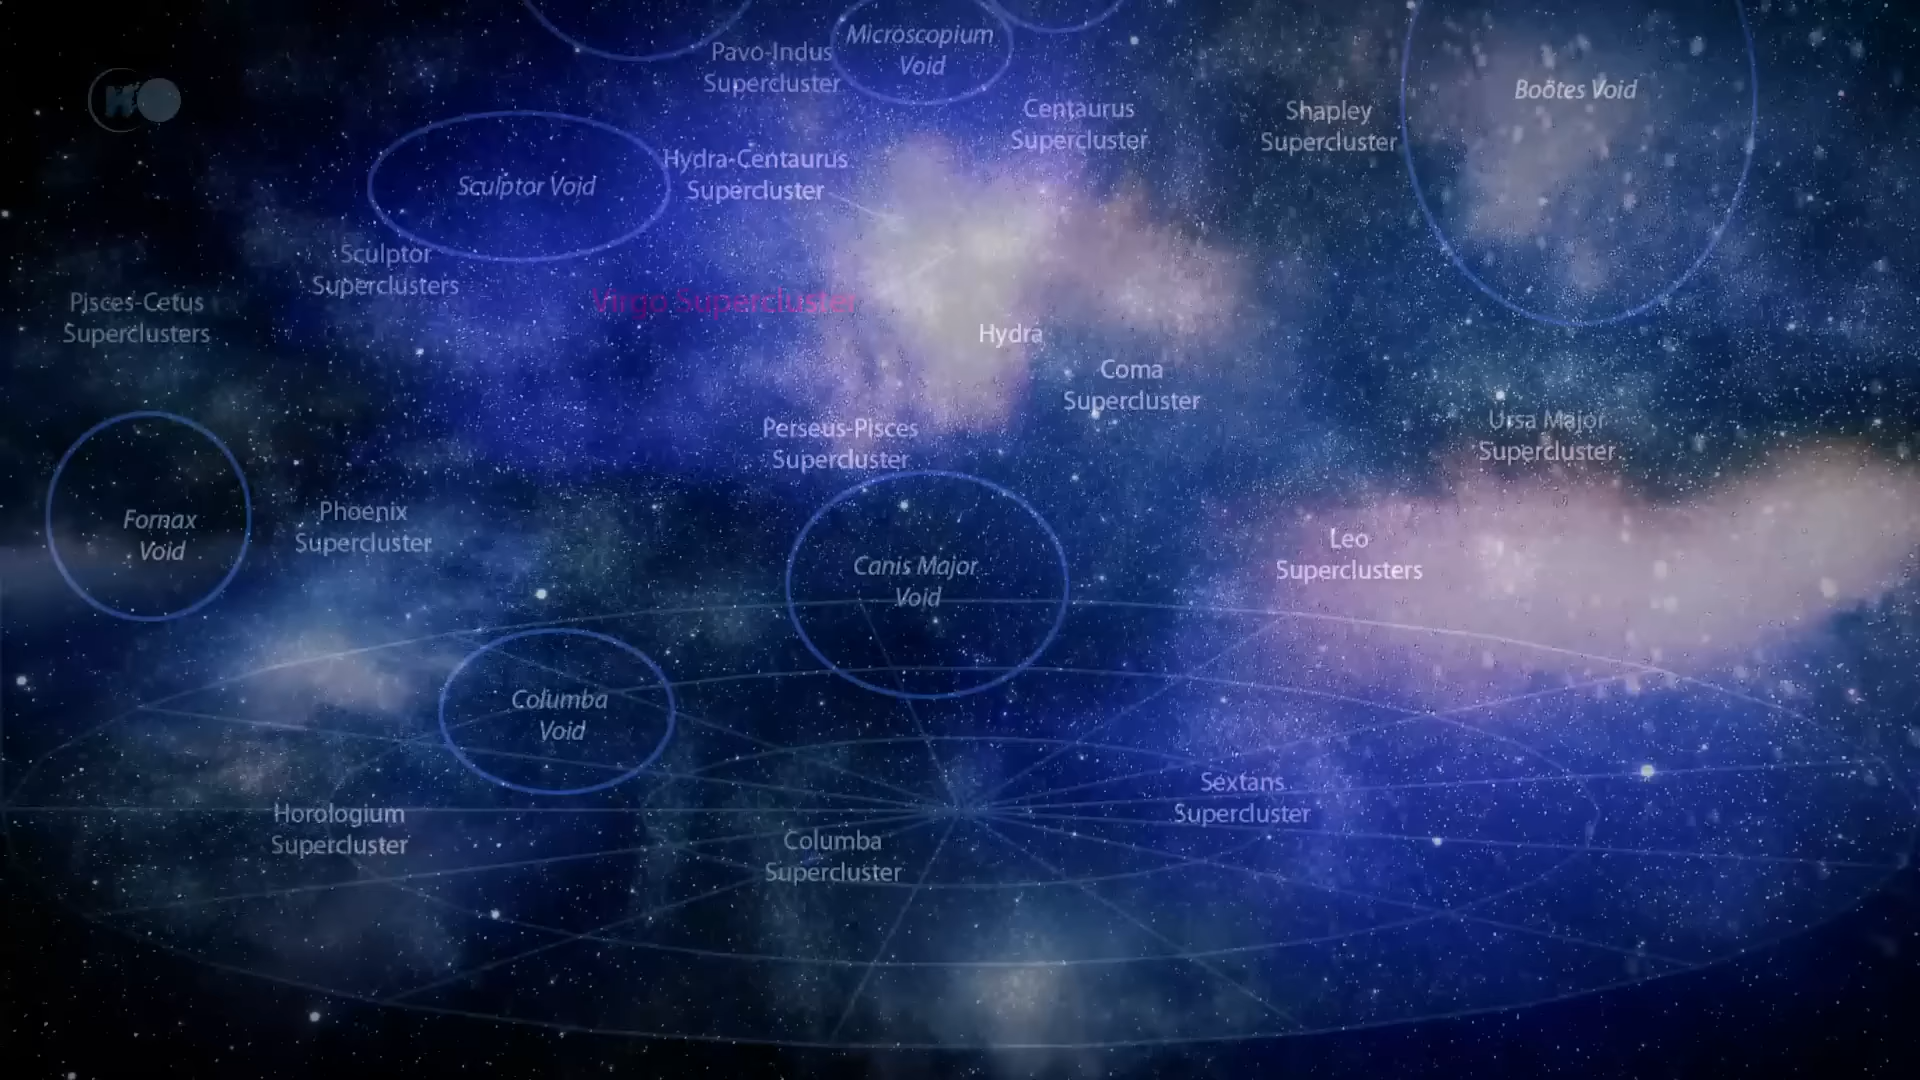 Pavo-Indus
Supercluster
Microscopium
Void
Centaurus
Supercluster
Shapley
Supercluster
Boötes Void
Hydra-Centaurus
Supercluster
Sculptor Void
Sculptor
Superclusters
Pisces-Cetus
Superclusters
Virgo Supercluster
Hydra
Coma
Supercluster
Perseus-Pisces
Supercluster
Ursa Major
Supercluster
Fornax
Void
Phoenix
Supercluster
Canis Major
Void
Leo
Superclusters
Columba
Void
Horologium
Supercluster
Columba
Supercluster
Sextans
Supercluster